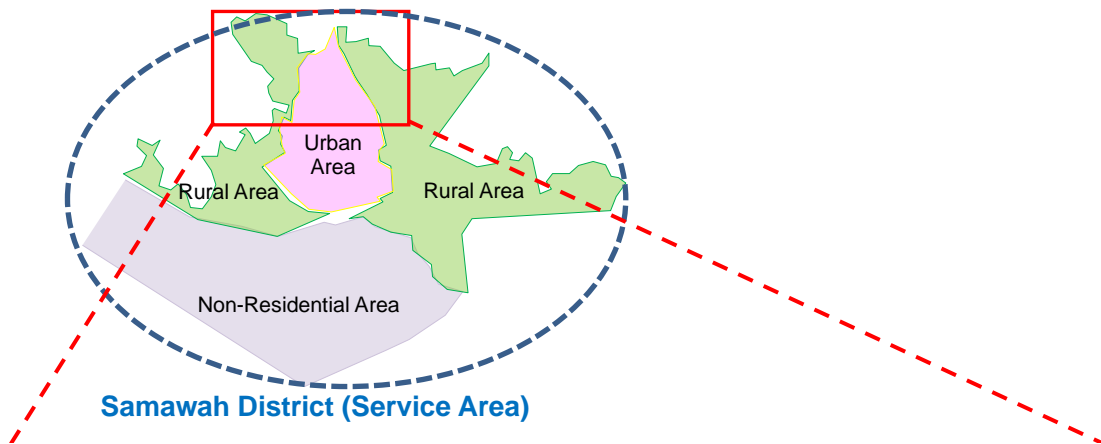 Urban
Area
Rural Area
Rural Area
Non-Residential Area
Samawah District (Service Area)